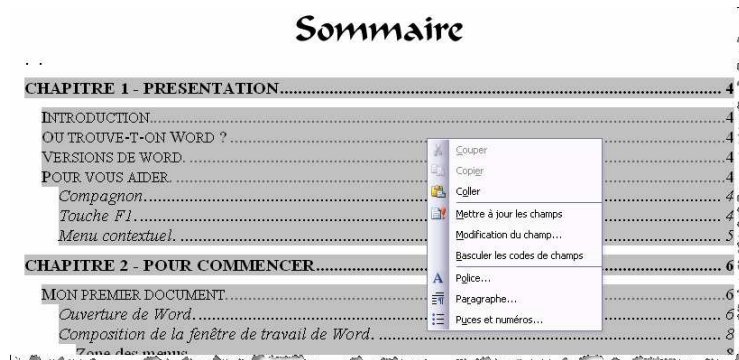 Sommaire
. .
CHAPITRE 1 - PRESENTATION.................................................. 4
INTRODUCTION.................................................. 4
OU TROUVE-T-ON WORD ?.................................................. 4
VERSIONS DE WORD. .................................................. 4
POUR VOUS AIDER. .................................................. 4
Compagnon.................................................. 4
Touche F1.................................................. 4
Menu contextuel. .................................................. 5
CHAPITRE 2 - POUR COMMENCER.................................................. 6
MON PREMIER DOCUMENT.................................................. 6
Ouverture de Word.................................................. 6
Composition de la fenêtre de travail de Word. .................................................. 8
Zone des menus
Couper
Copier
Coller
Mettre à jour les champs
Modification du champ...
Basculer les codes de champs
Police...
Paragraphe...
Puces et numéros...